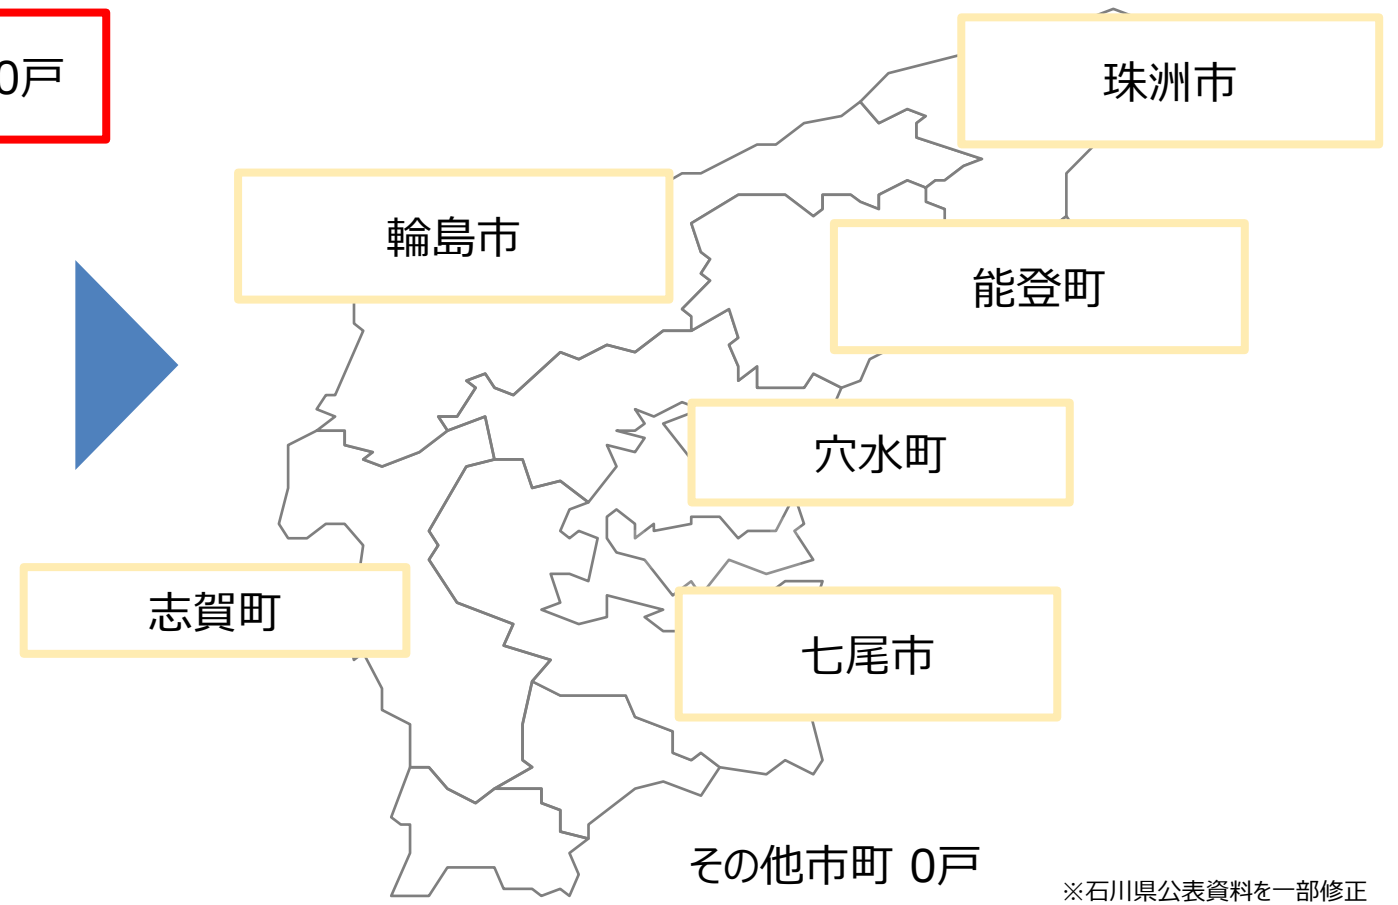 0戸
珠洲市
輪島市
能登町
穴水町
志賀町
七尾市
その他市町 0戸
※石川県公表資料を一部修正